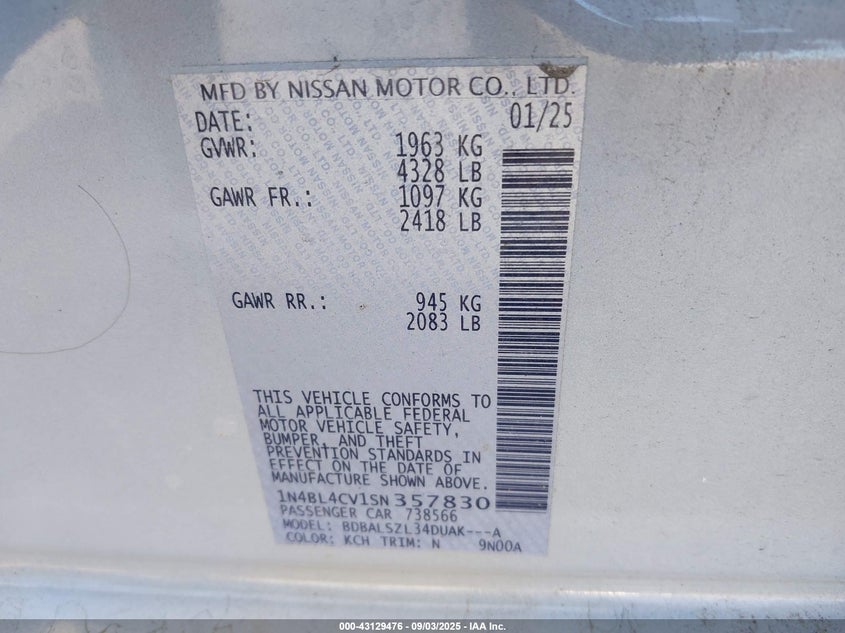 MFD BY NISSAN MOTOR CO., LTD.
DATE: 01/25
GVWR: 1963 KG
4328 LB
GAWR FR.: 1097 KG
2418 LB
GAWR RR.: 945 KG
2083 LB
THIS VEHICLE CONFORMS TO
ALL APPLICABLE FEDERAL
MOTOR VEHICLE SAFETY,
BUMPER, AND THEFT
PREVENTION STANDARDS IN
EFFECT ON THE DATE OF
MANUFACTURE SHOWN ABOVE.
1N4BL4CV1SN357830
PASSENGER CAR 738566
MODEL: BDBALSZL34DUAK---A
COLOR: KCH TRIM: N 9N00A
000-43129476 - 09/03/2025 - IAA Inc.